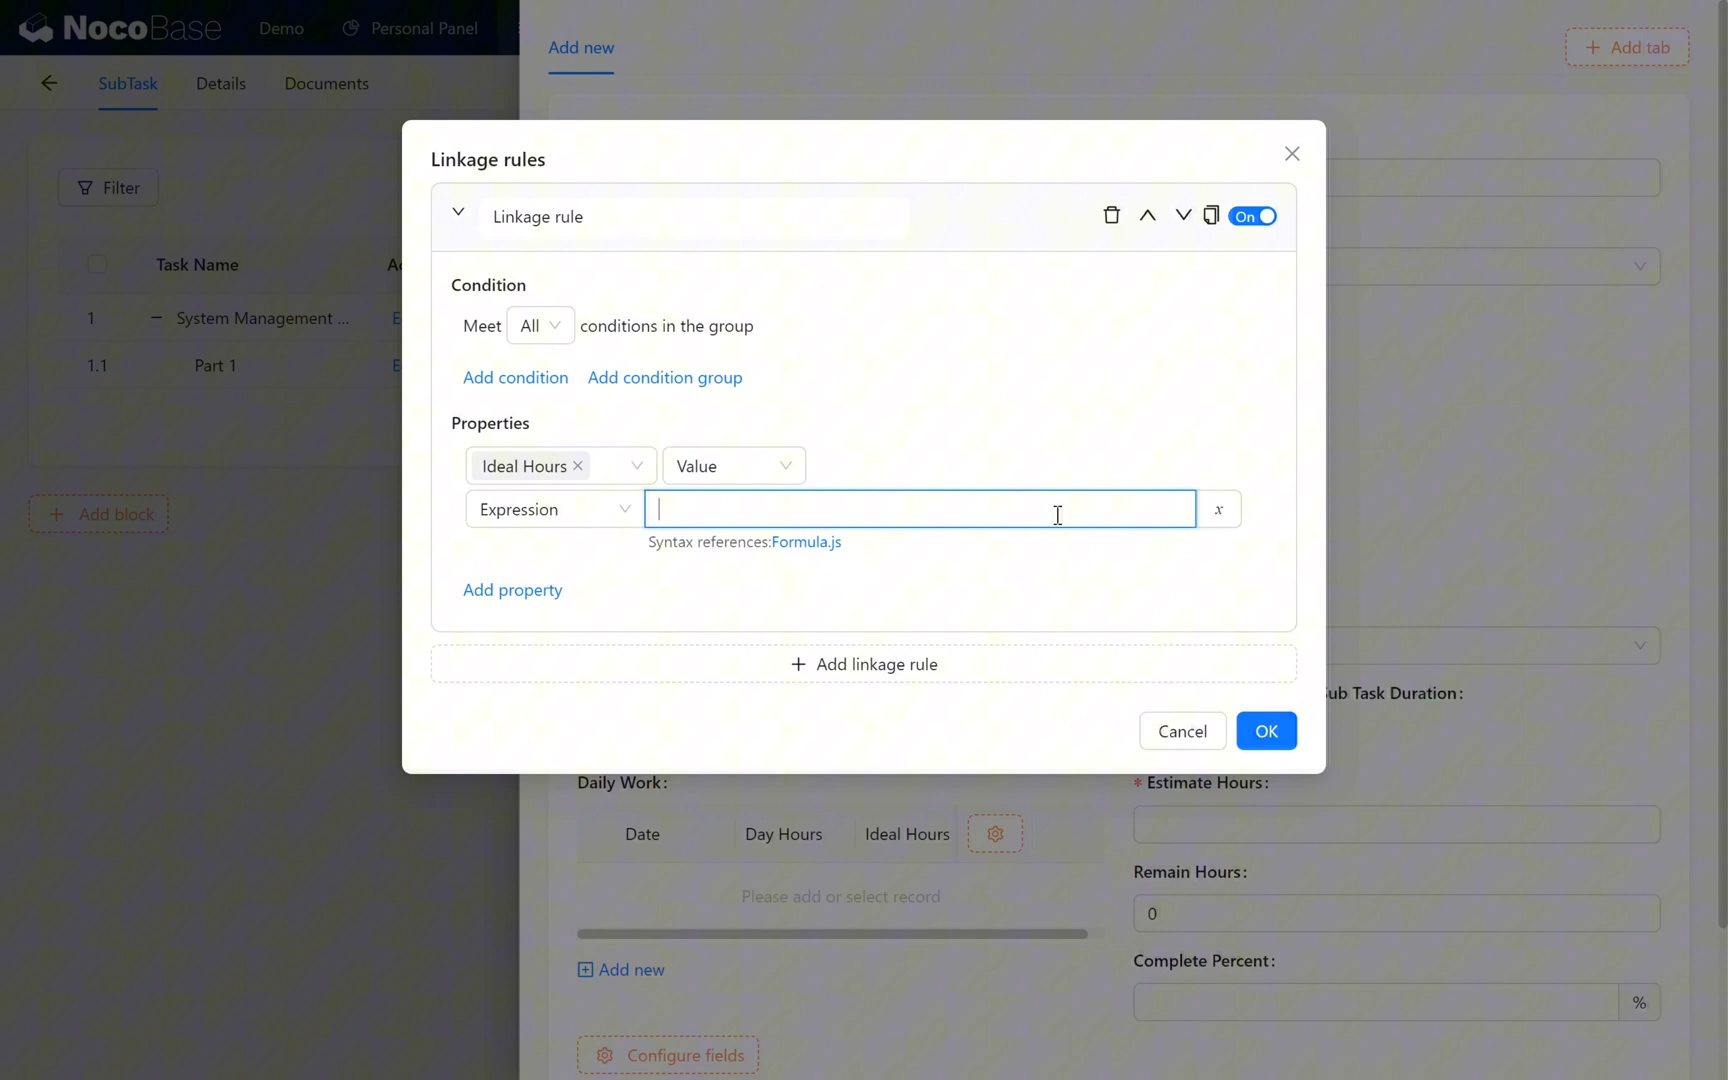 NocoBase Demo Personal Panel
Add new
Add tab
SubTask Details Documents
Linkage rules
Filter
Linkage rule
On
Task Name
Condition
1 System Management ...
Meet All conditions in the group
1.1 Part 1
Add condition Add condition group
Properties
Ideal Hours Value
Add block
Expression x
Syntax references:Formula.js
Add property
Add linkage rule
Sub Task Duration:
Cancel OK
Daily Work:
* Estimate Hours:
Date Day Hours Ideal Hours
Remain Hours:
Please add or select record
0
Complete Percent:
Add new
%
Configure fields